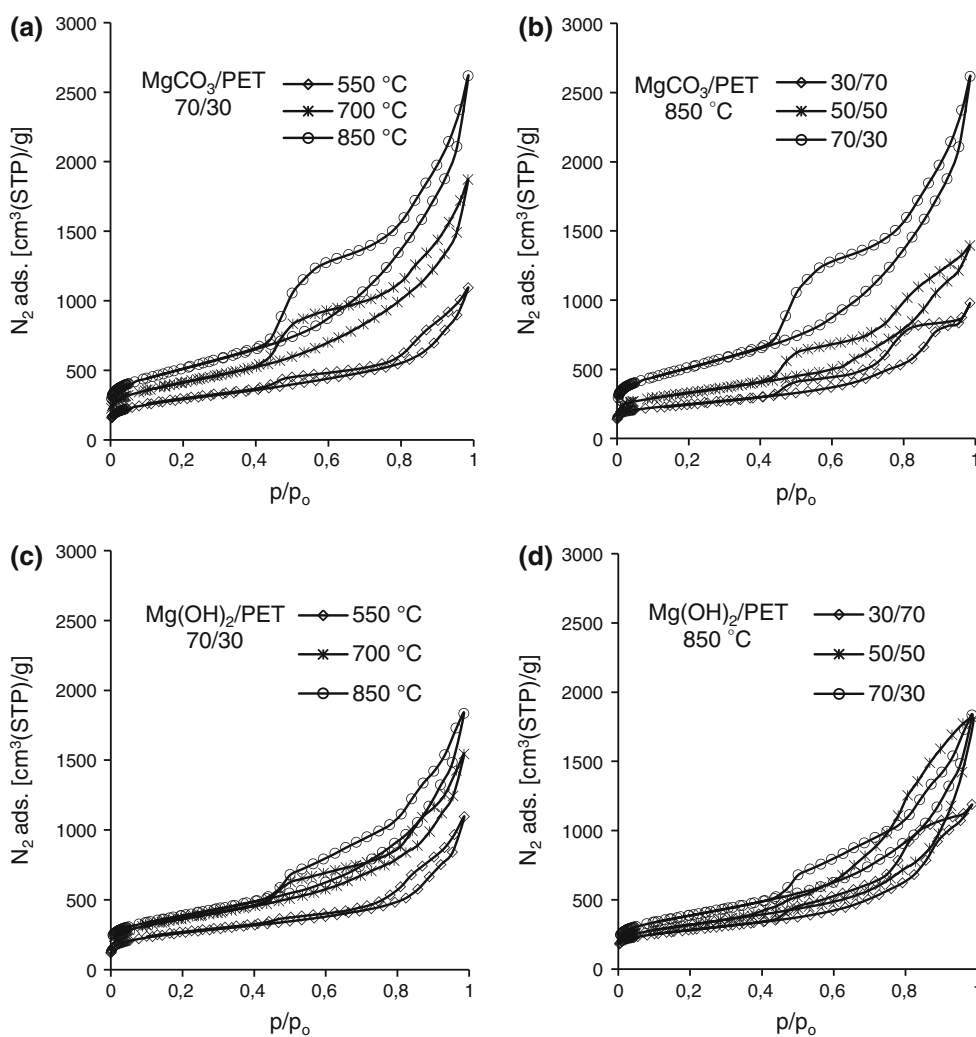 (a)
3000
2500
2000
1500
1000
500
0
N₂ ads. [cm³(STP)/g]
MgCO₃/PET
70/30
550 °C
700 °C
850 °C
0 0,2 0,4 0,6 0,8 1
p/pₒ
(b)
3000
2500
2000
1500
1000
500
0
N₂ ads. [cm³(STP)/g]
MgCO₃/PET
850 °C
30/70
50/50
70/30
0 0,2 0,4 0,6 0,8 1
p/pₒ
(c)
3000
2500
2000
1500
1000
500
0
N₂ ads. [cm³(STP)/g]
Mg(OH)₂/PET
70/30
550 °C
700 °C
850 °C
0 0,2 0,4 0,6 0,8 1
p/pₒ
(d)
3000
2500
2000
1500
1000
500
0
N₂ ads. [cm³(STP)/g]
Mg(OH)₂/PET
850 °C
30/70
50/50
70/30
0 0,2 0,4 0,6 0,8 1
p/pₒ